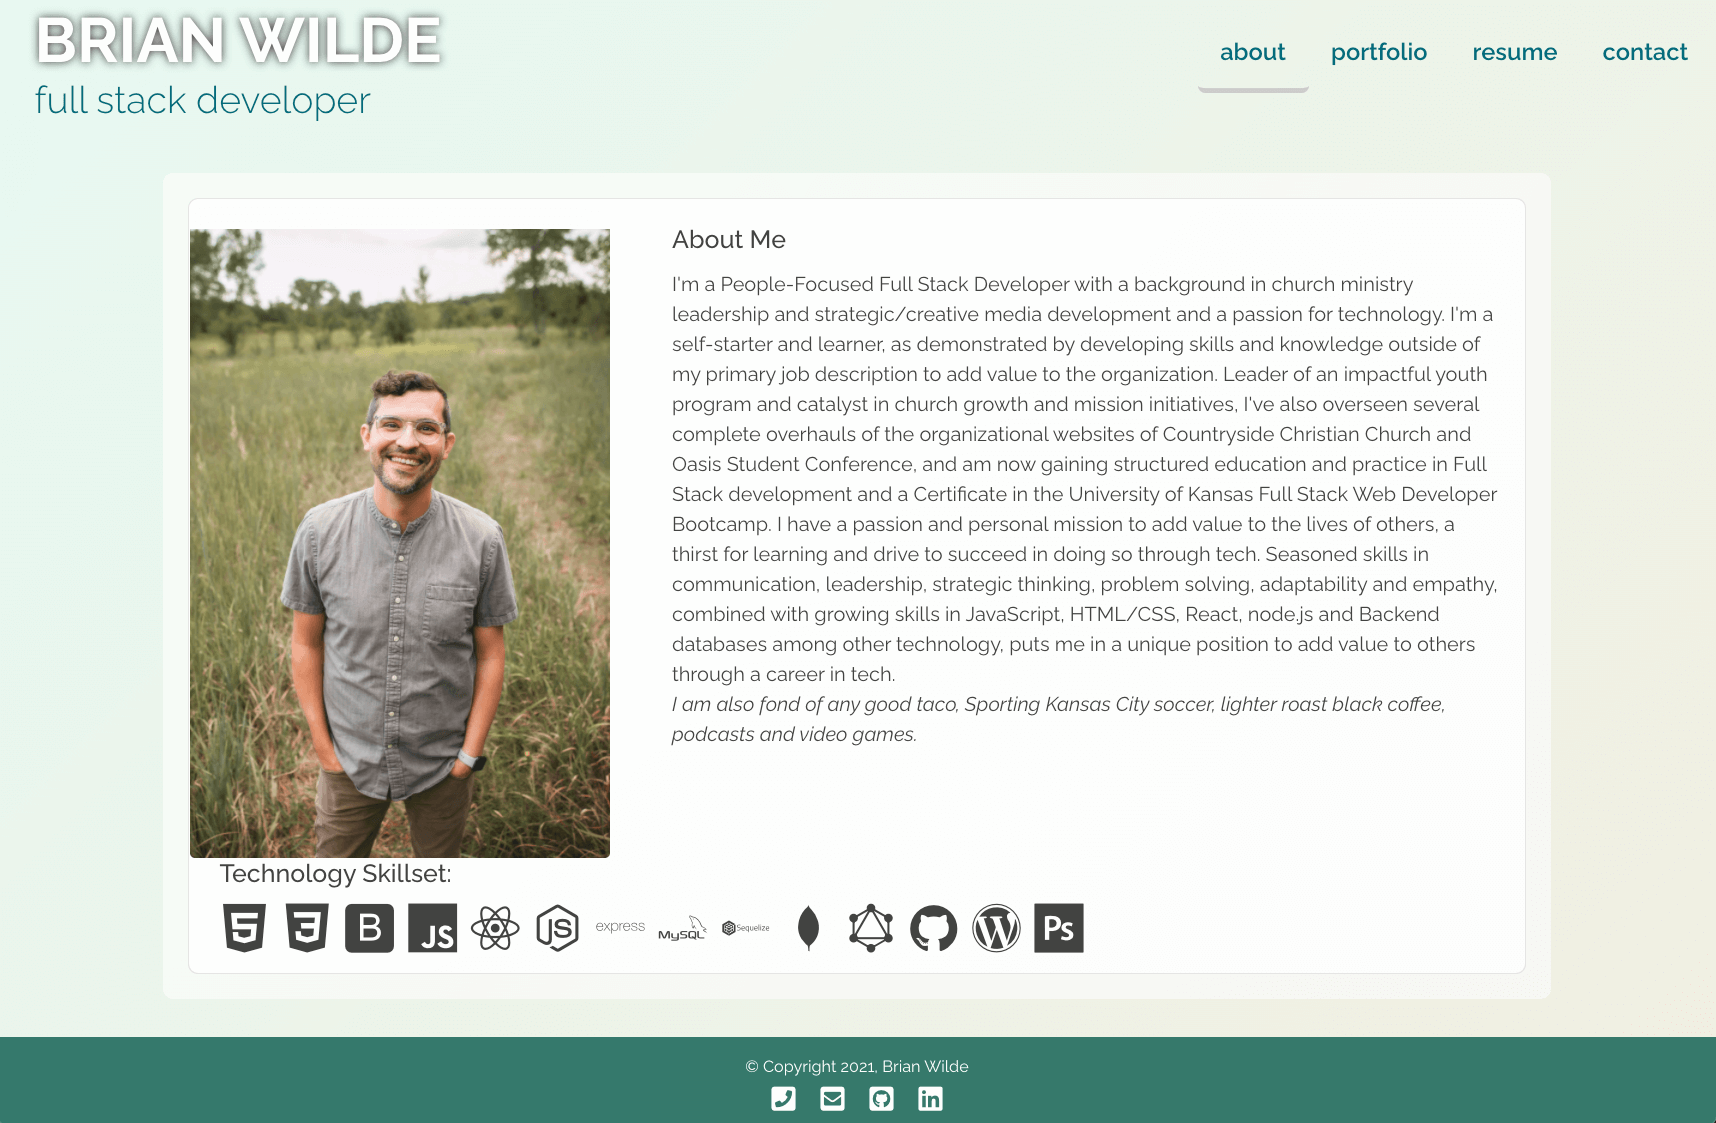 BRIAN WILDE
full stack developer
about portfolio resume contact
About Me
I'm a People-Focused Full Stack Developer with a background in church ministry
leadership and strategic/creative media development and a passion for technology. I'm a
self-starter and learner, as demonstrated by developing skills and knowledge outside of
my primary job description to add value to the organization. Leader of an impactful youth
program and catalyst in church growth and mission initiatives, I've also overseen several
complete overhauls of the organizational websites of Countryside Christian Church and
Oasis Student Conference, and am now gaining structured education and practice in Full
Stack development and a Certificate in the University of Kansas Full Stack Web Developer
Bootcamp. I have a passion and personal mission to add value to the lives of others, a
thirst for learning and drive to succeed in doing so through tech. Seasoned skills in
communication, leadership, strategic thinking, problem solving, adaptability and empathy,
combined with growing skills in JavaScript, HTML/CSS, React, node.js and Backend
databases among other technology, puts me in a unique position to add value to others
through a career in tech.
I am also fond of any good taco, Sporting Kansas City soccer, lighter roast black coffee,
podcasts and video games.
Technology Skillset:
5 3 B JS JS express MySQL Sequelize W Ps
© Copyright 2021, Brian Wilde
in